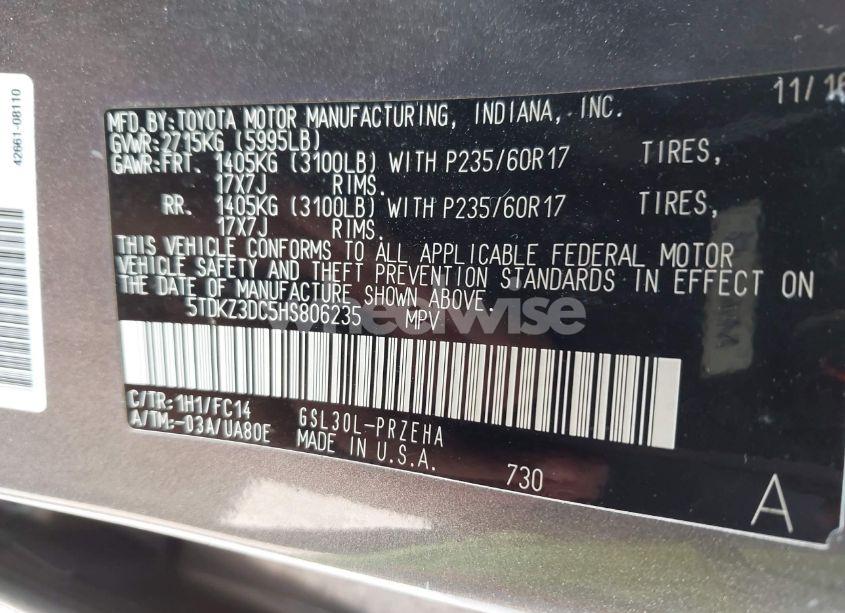 42661-08110
11/16
MFD.BY:TOYOTA MOTOR MANUFACTURING, INDIANA, INC.
GVWR:2715KG (5995LB)
GAWR:FRT. 1405KG (3100LB) WITH P235/60R17 TIRES,
17X7J RIMS.
RR. 1405KG (3100LB) WITH P235/60R17 TIRES,
17X7J RIMS.
THIS VEHICLE CONFORMS TO ALL APPLICABLE FEDERAL MOTOR
VEHICLE SAFETY AND THEFT PREVENTION STANDARDS IN EFFECT ON
THE DATE OF MANUFACTURE SHOWN ABOVE.
5TDKZ3DC5HS806235 MPV
wheelwise
C/TR:1H1/FC14 GSL30L-PRZEHA
A/TM:-03A/UA80E MADE IN U.S.A.
730
A